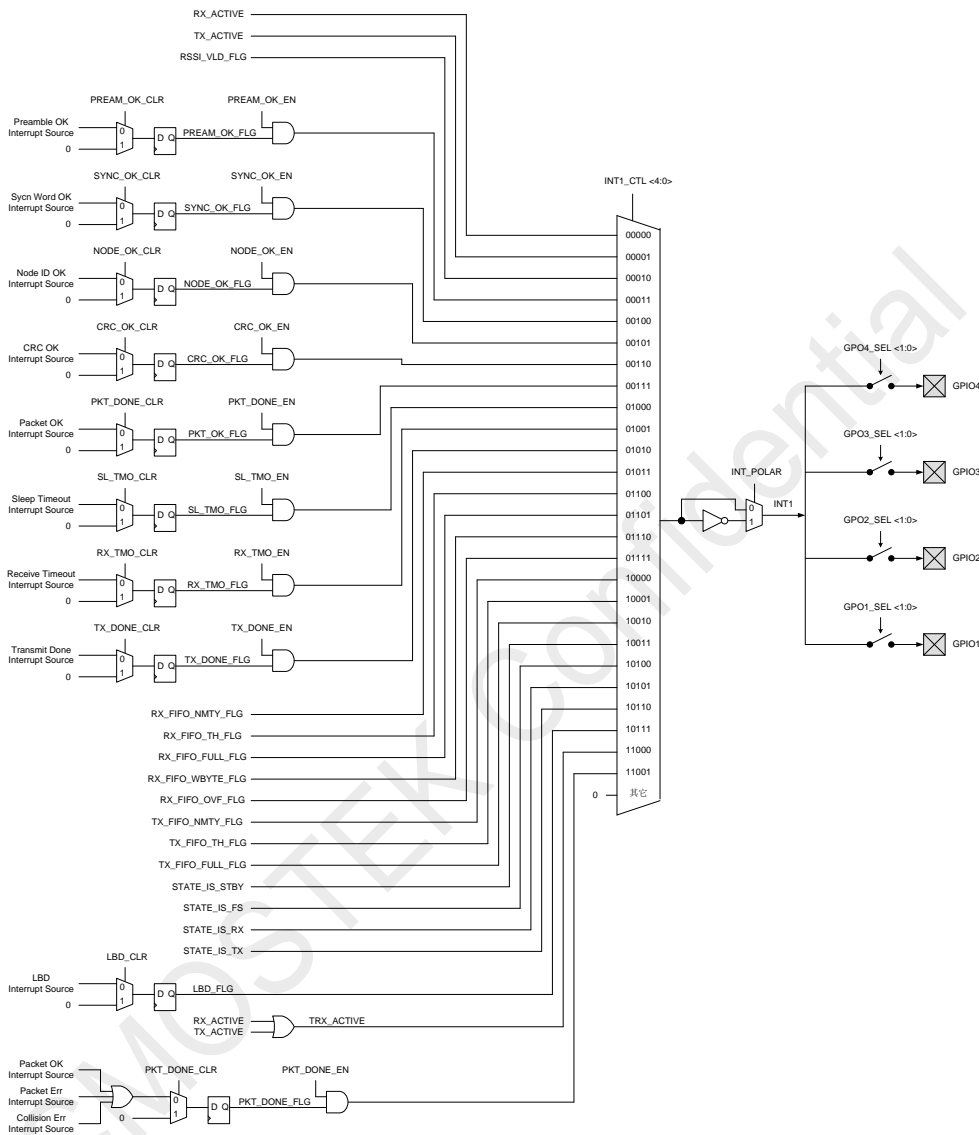 RX_ACTIVE
TX_ACTIVE
RSSI_VLD_FLG
PREAM_OK_CLR
PREAM_OK_EN
Preamble OK
Interrupt Source
0
0
1
D Q
PREAM_OK_FLG
SYNC_OK_CLR
SYNC_OK_EN
Sycn Word OK
Interrupt Source
0
0
1
D Q
SYNC_OK_FLG
NODE_OK_CLR
NODE_OK_EN
Node ID OK
Interrupt Source
0
0
1
D Q
NODE_OK_FLG
CRC_OK_CLR
CRC_OK_EN
CRC OK
Interrupt Source
0
0
1
D Q
CRC_OK_FLG
PKT_DONE_CLR
PKT_DONE_EN
Packet OK
Interrupt Source
0
0
1
D Q
PKT_OK_FLG
SL_TMO_CLR
SL_TMO_EN
Sleep Timeout
Interrupt Source
0
0
1
D Q
SL_TMO_FLG
RX_TMO_CLR
RX_TMO_EN
Receive Timeout
Interrupt Source
0
0
1
D Q
RX_TMO_FLG
TX_DONE_CLR
TX_DONE_EN
Transmit Done
Interrupt Source
0
0
1
D Q
TX_DONE_FLG
RX_FIFO_NMTY_FLG
RX_FIFO_TH_FLG
RX_FIFO_FULL_FLG
RX_FIFO_WBYTE_FLG
RX_FIFO_OVF_FLG
TX_FIFO_NMTY_FLG
TX_FIFO_TH_FLG
TX_FIFO_FULL_FLG
STATE_IS_STBY
STATE_IS_FS
STATE_IS_RX
STATE_IS_TX
LBD_CLR
LBD
Interrupt Source
0
0
1
D Q
LBD_FLG
RX_ACTIVE
TX_ACTIVE
TRX_ACTIVE
Packet OK
Interrupt Source
Packet Err
Interrupt Source
Collision Err
Interrupt Source
PKT_DONE_CLR
PKT_DONE_EN
0
0
1
D Q
PKT_DONE_FLG
INT1_CTL <4:0>
00000
00001
00010
00011
00100
00101
00110
00111
01000
01001
01010
01011
01100
01101
01110
01111
10000
10001
10010
10011
10100
10101
10110
10111
11000
11001
0
其它
INT_POLAR
0
1
INT1
GPO4_SEL <1:0>
GPIO4
GPO3_SEL <1:0>
GPIO3
GPO2_SEL <1:0>
GPIO2
GPO1_SEL <1:0>
GPIO1
CMOSTEK Confidential